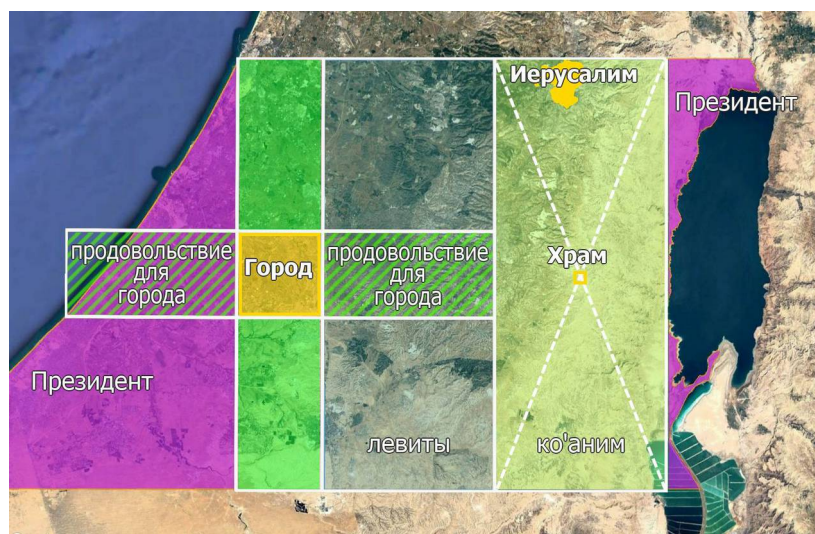 Иерусалим
Президент
продовольствие
для
города
Город
продовольствие
для
города
Храм
Президент
левиты
ко'аним